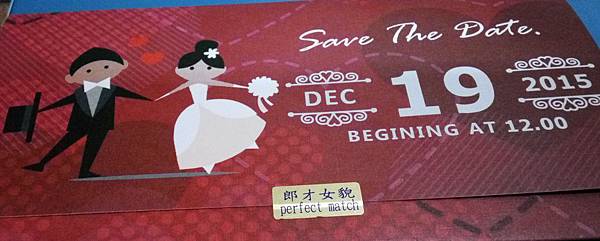 Save The Date.
DEC 19 2015
BEGINING AT 12.00
郎才女貌
perfect match